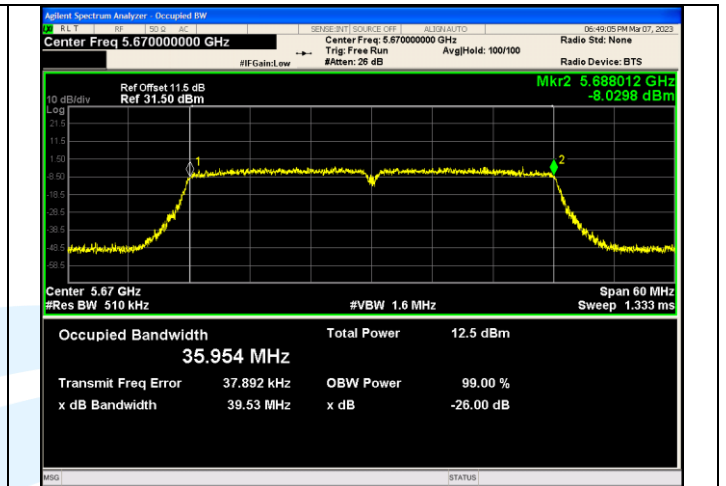 Agilent Spectrum Analyzer - Occupied BW
RLT RF 50 Ω AC SENSE:INT SOURCE OFF ALIGNAUTO 06:49:05 PM Mar 07, 2023
Center Freq 5.670000000 GHz Center Freq: 5.670000000 GHz Radio Std: None
Trig: Free Run Avg|Hold: 100/100
#IFGain:Low #Atten: 26 dB Radio Device: BTS
Mkr2 5.688012 GHz
Ref Offset 11.5 dB
10 dB/div Ref 31.50 dBm -8.0298 dBm
Log
21.5
11.5
1.50
-8.50
-18.5
-28.5
-38.5
-48.5
-58.5
1
2
Center 5.67 GHz Span 60 MHz
#Res BW 510 kHz #VBW 1.6 MHz Sweep 1.333 ms
Occupied Bandwidth Total Power 12.5 dBm
35.954 MHz
Transmit Freq Error 37.892 kHz OBW Power 99.00 %
x dB Bandwidth 39.53 MHz x dB -26.00 dB
MSG STATUS